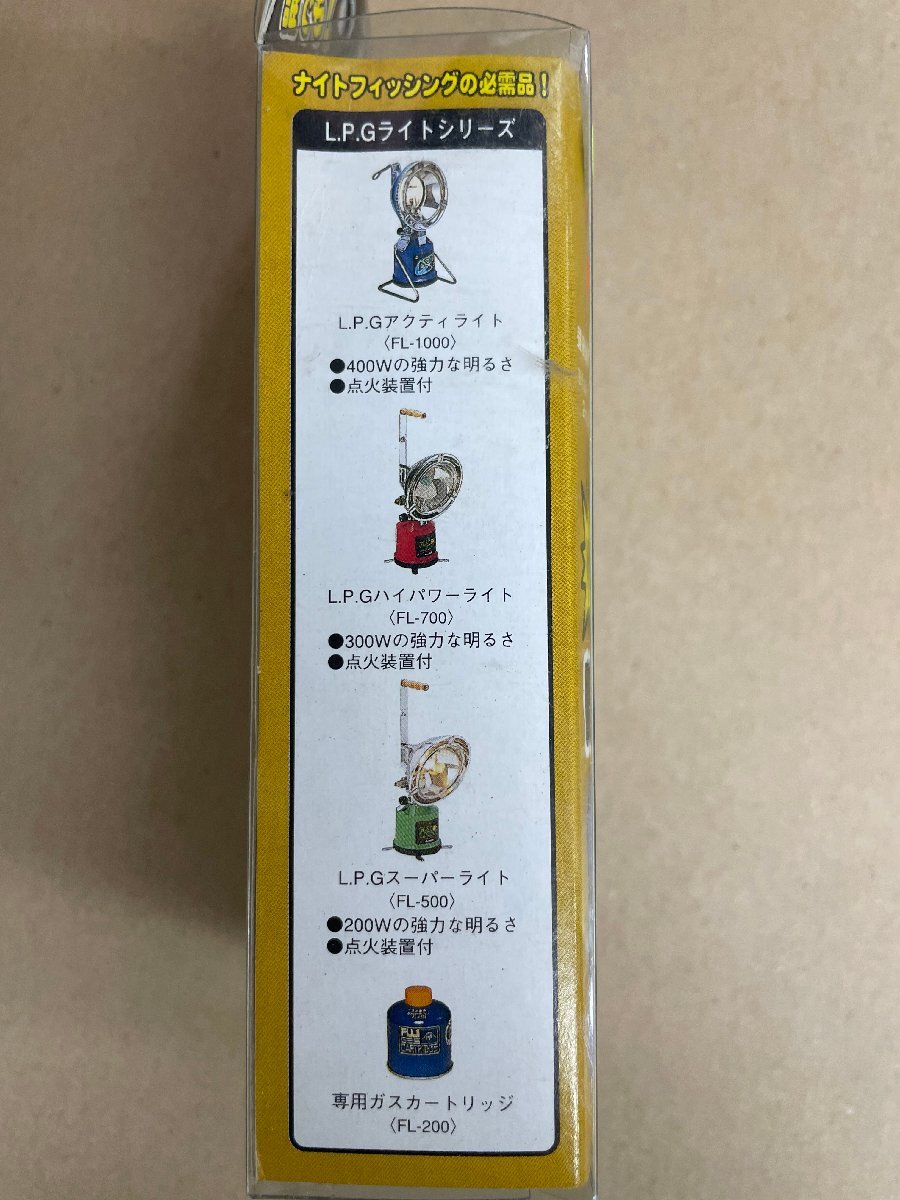 ナイトフィッシングの必需品!
L.P.Gライトシリーズ
L.P.Gアクティライト
〈FL-1000〉
●400Wの強力な明るさ
●点火装置付
L.P.Gハイパワーライト
〈FL-700〉
●300Wの強力な明るさ
●点火装置付
L.P.Gスーパーライト
〈FL-500〉
●200Wの強力な明るさ
●点火装置付
FUJI
専用ガスカートリッジ
〈FL-200〉